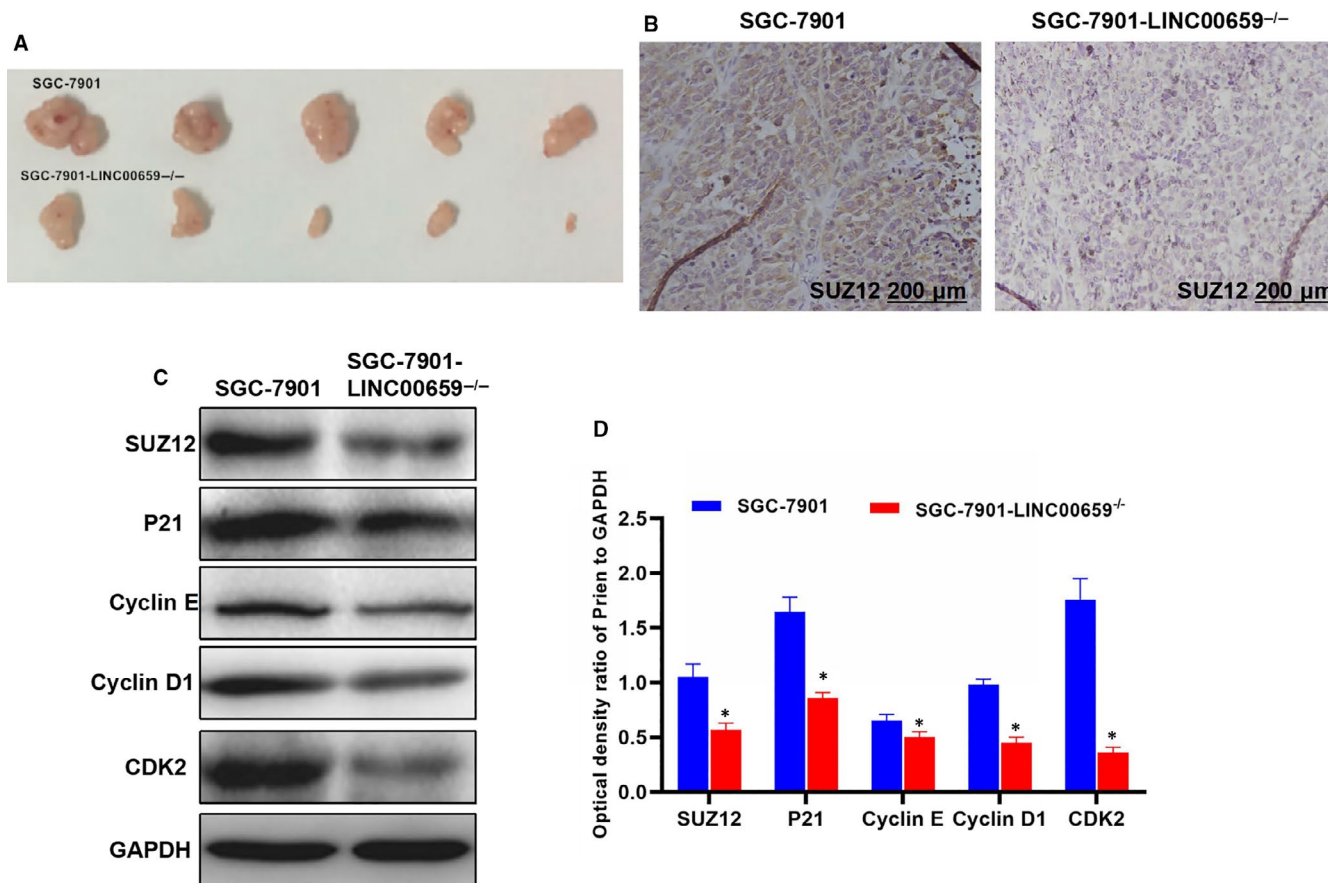 A
SGC-7901
SGC-7901-LINC00659–/–
B
SGC-7901
SGC-7901-LINC00659–/–
SUZ12 200 µm
SUZ12 200 µm
C
SGC-7901
SGC-7901-
LINC00659–/–
SUZ12
P21
Cyclin E
Cyclin D1
CDK2
GAPDH
D
SGC-7901
SGC-7901-LINC00659-/-
Optical density ratio of Prien to GAPDH
2.5
2.0
1.5
1.0
0.5
0.0
*
*
*
*
*
SUZ12
P21
Cyclin E
Cyclin D1
CDK2